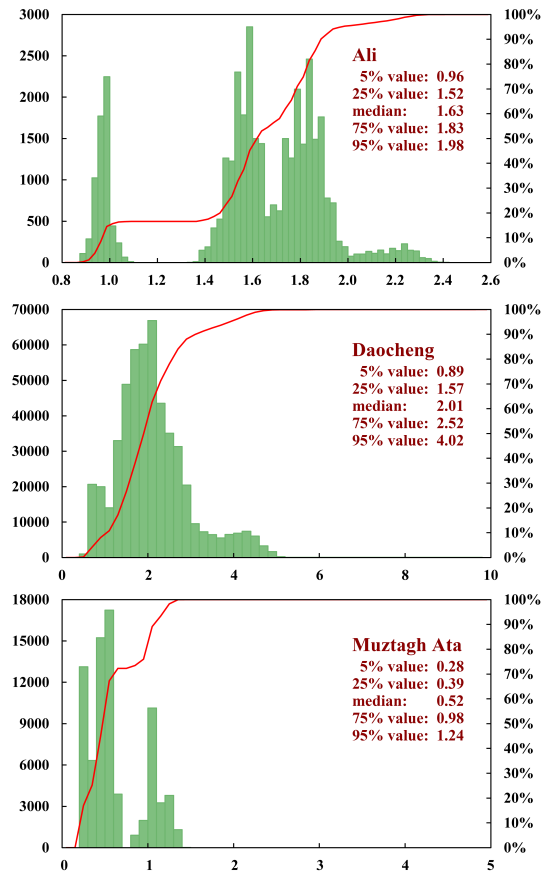 3000
2500
2000
1500
1000
500
0
100%
90%
80%
70%
60%
50%
40%
30%
20%
10%
0%
Ali
5% value: 0.96
25% value: 1.52
median: 1.63
75% value: 1.83
95% value: 1.98
0.8 1.0 1.2 1.4 1.6 1.8 2.0 2.2 2.4 2.6
70000
60000
50000
40000
30000
20000
10000
0
100%
90%
80%
70%
60%
50%
40%
30%
20%
10%
0%
Daocheng
5% value: 0.89
25% value: 1.57
median: 2.01
75% value: 2.52
95% value: 4.02
0 2 4 6 8 10
18000
15000
12000
9000
6000
3000
0
100%
90%
80%
70%
60%
50%
40%
30%
20%
10%
0%
Muztagh Ata
5% value: 0.28
25% value: 0.39
median: 0.52
75% value: 0.98
95% value: 1.24
0 1 2 3 4 5